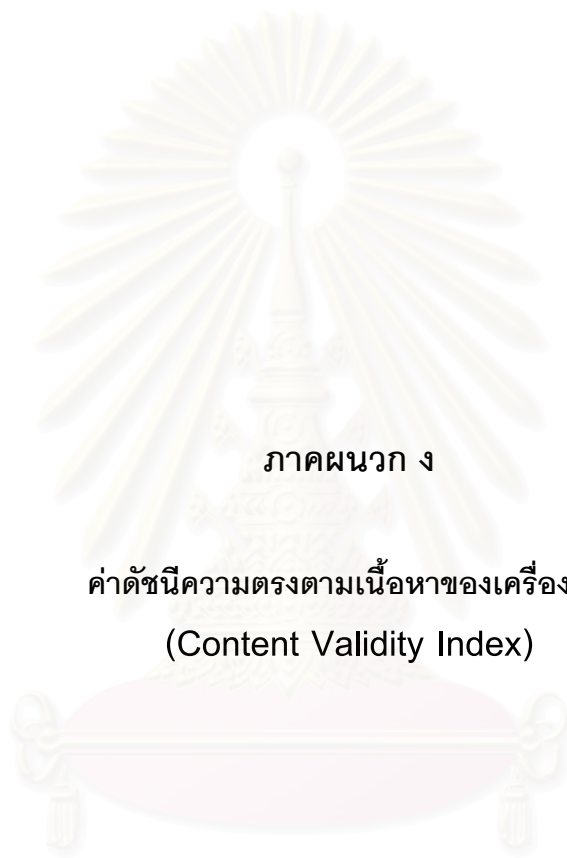 ภาคผนวก ง
ค่าดัชนีความตรงตามเนื้อหาของเครื่อง
(Content Validity Index)